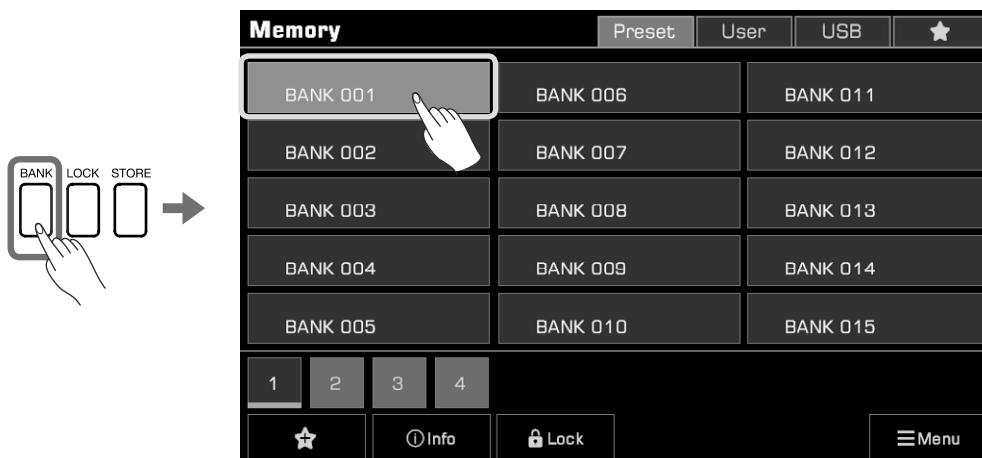 BANK LOCK STORE
Memory Preset User USB
BANK 001 BANK 006 BANK 011
BANK 002 BANK 007 BANK 012
BANK 003 BANK 008 BANK 013
BANK 004 BANK 009 BANK 014
BANK 005 BANK 010 BANK 015
1 2 3 4
Info Lock Menu